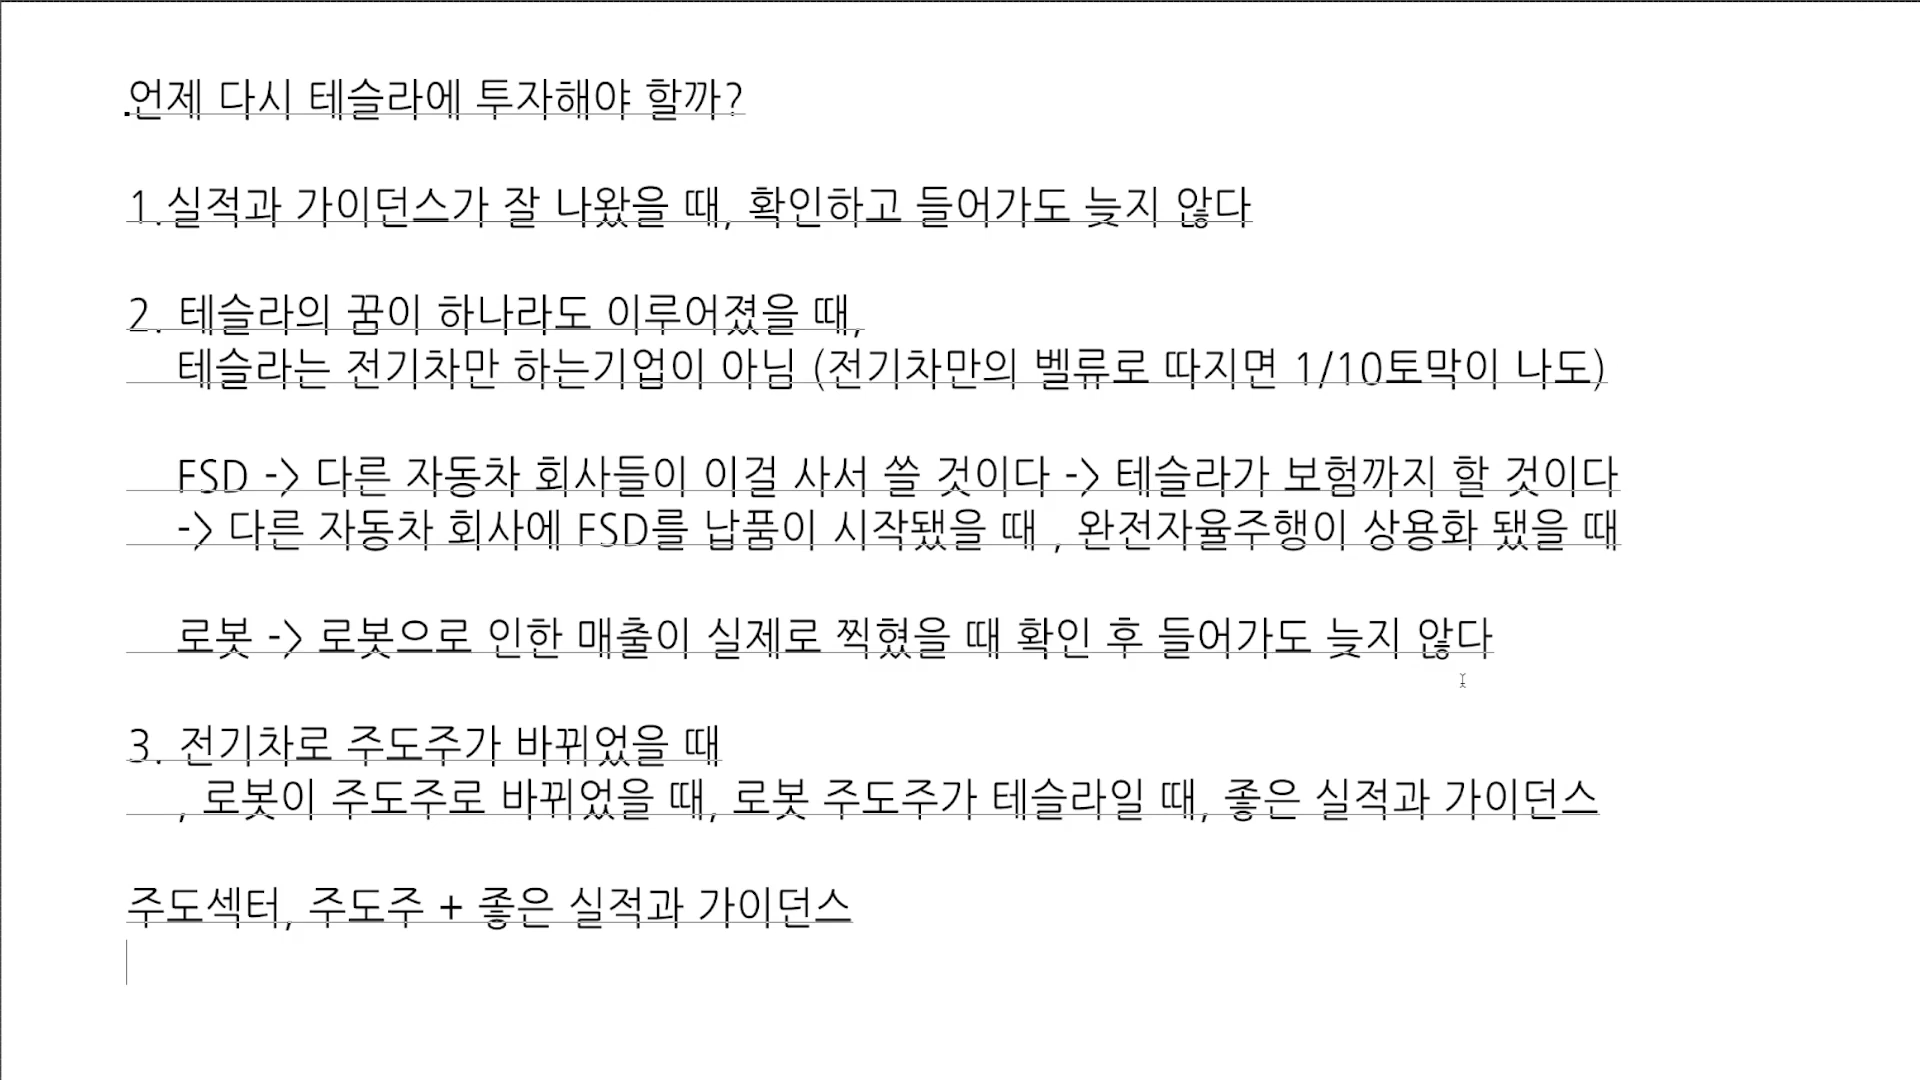 언제 다시 테슬라에 투자해야 할까?
1.실적과 가이던스가 잘 나왔을 때, 확인하고 들어가도 늦지 않다
2. 테슬라의 꿈이 하나라도 이루어졌을 때,
테슬라는 전기차만 하는기업이 아님 (전기차만의 벨류로 따지면 1/10토막이 나도)
FSD -> 다른 자동차 회사들이 이걸 사서 쓸 것이다 -> 테슬라가 보험까지 할 것이다
-> 다른 자동차 회사에 FSD를 납품이 시작됐을 때 , 완전자율주행이 상용화 됐을 때
로봇 -> 로봇으로 인한 매출이 실제로 찍혔을 때 확인 후 들어가도 늦지 않다
3. 전기차로 주도주가 바뀌었을 때
, 로봇이 주도주로 바뀌었을 때, 로봇 주도주가 테슬라일 때, 좋은 실적과 가이던스
주도섹터, 주도주 + 좋은 실적과 가이던스